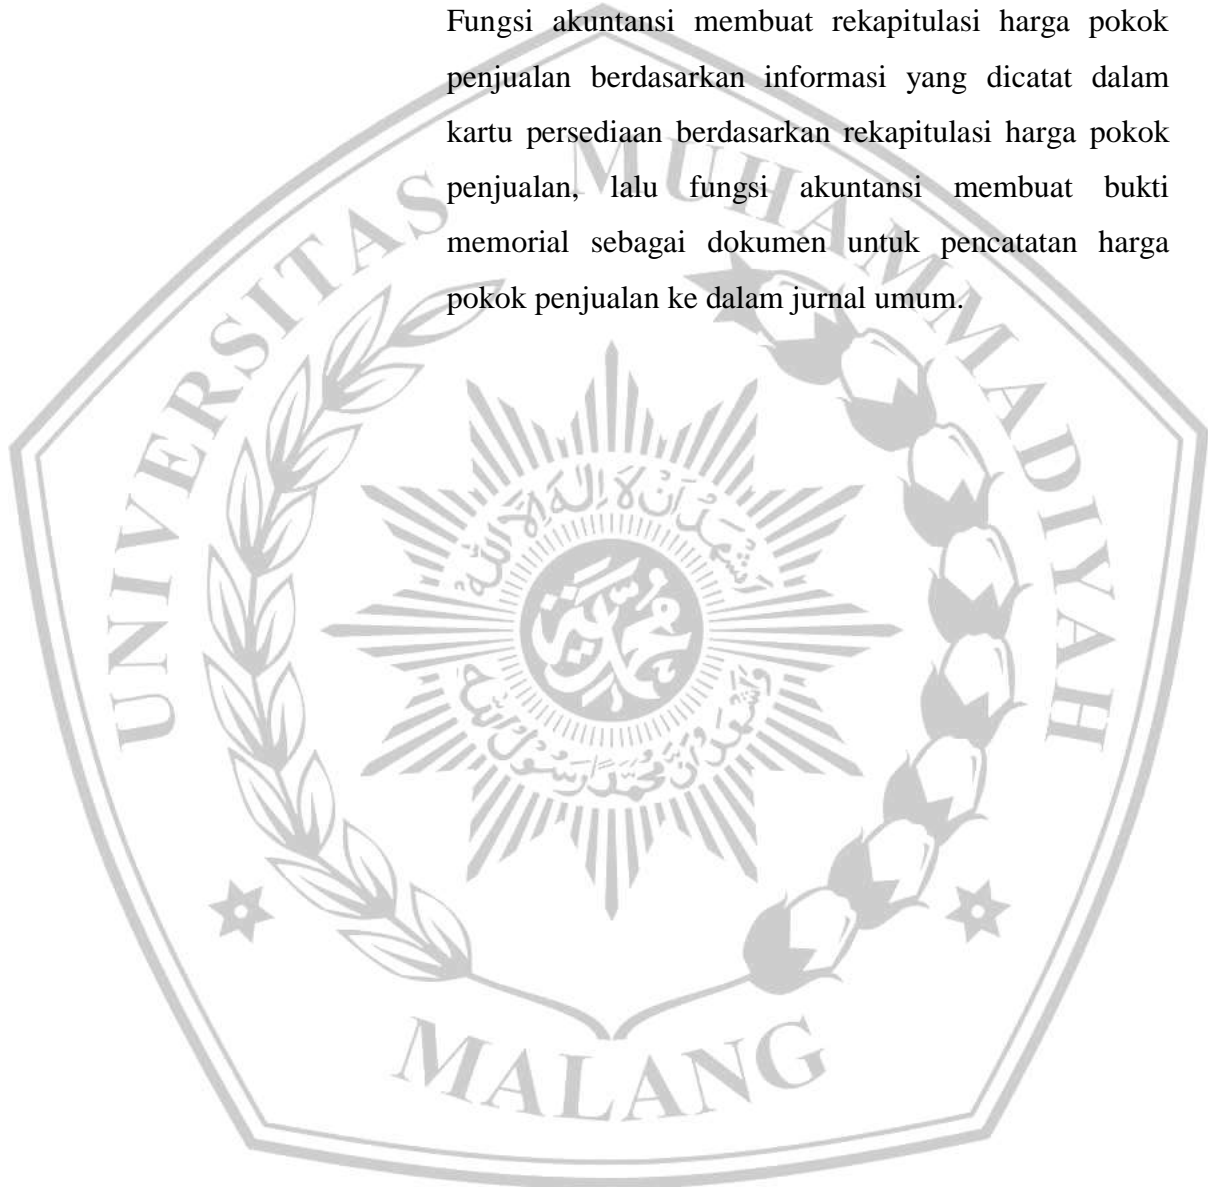 Fungsi akuntansi membuat rekapitulasi harga pokok
penjualan berdasarkan informasi yang dicatat dalam
kartu persediaan berdasarkan rekapitulasi harga pokok
penjualan, lalu fungsi akuntansi membuat bukti
memorial sebagai dokumen untuk pencatatan harga
pokok penjualan ke dalam jurnal umum.
UNIVERSITAS MUHAMMADIYAH
MALANG